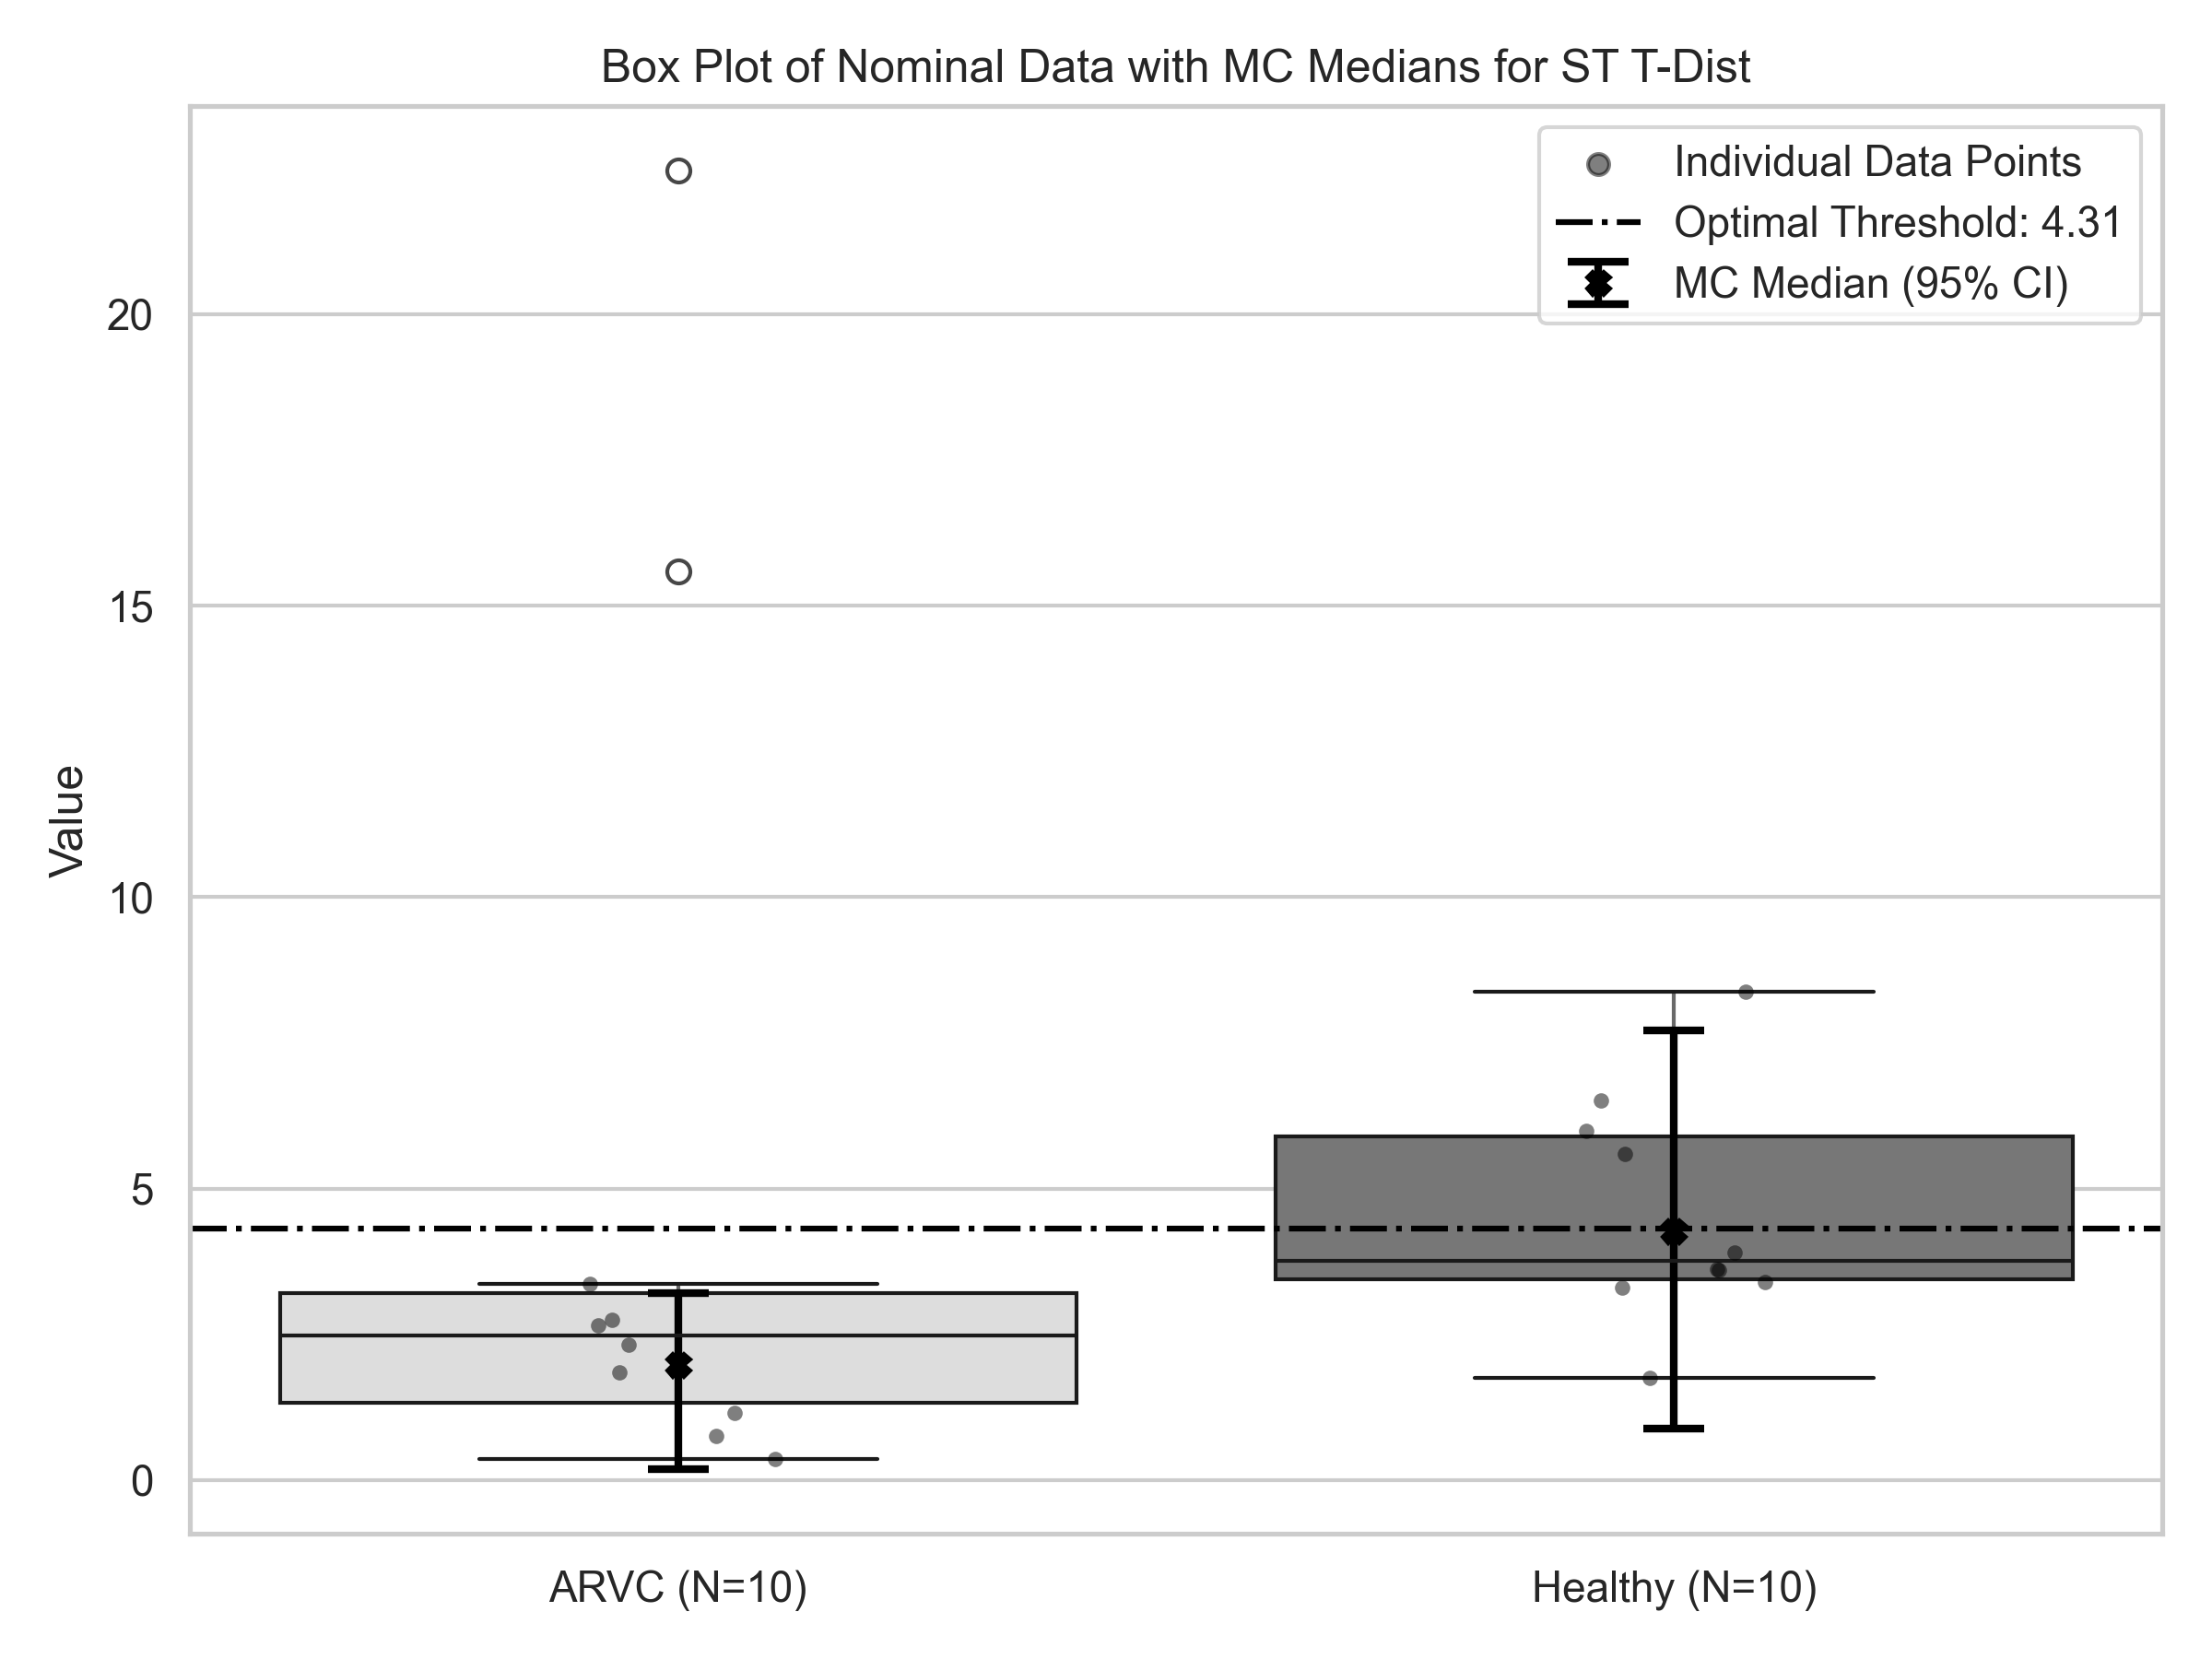 Box Plot of Nominal Data with MC Medians for ST T-Dist
Individual Data Points
Optimal Threshold: 4.31
MC Median (95% CI)
20
15
10
5
0
Value
ARVC (N=10)
Healthy (N=10)